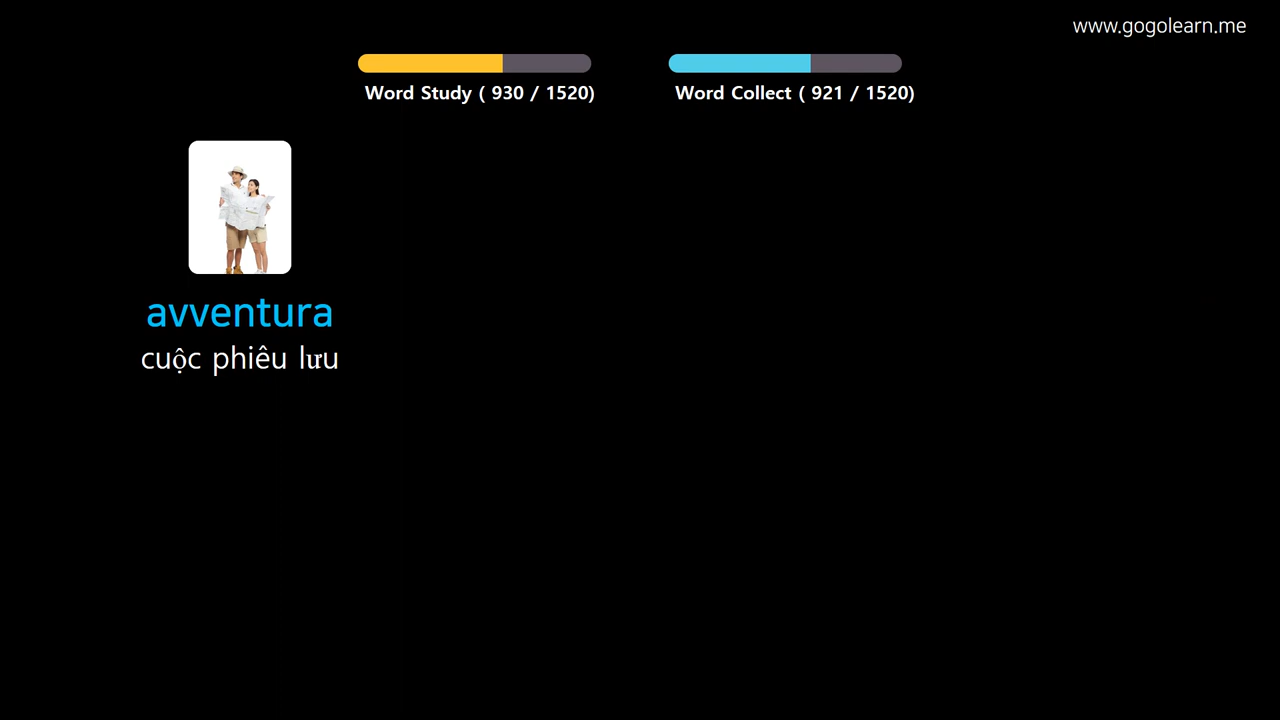 www.gogolearn.me
Word Study ( 930 / 1520)
Word Collect ( 921 / 1520)
avventura
cuộc phiêu lưu